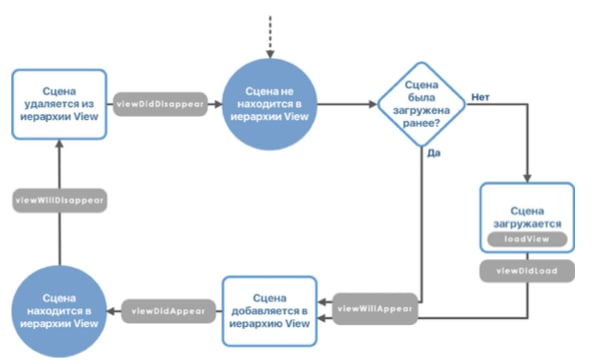 Сцена
удаляется из
иерархии View
viewDidDisappear
Сцена не
находится в
иерархии View
Сцена
была
загружена
ранее?
Нет
Да
Сцена
загружается
loadView
viewDidLoad
viewWillDisappear
Сцена
находится в
иерархии View
viewDidAppear
Сцена
добавляется в
иерархию View
viewWillAppear